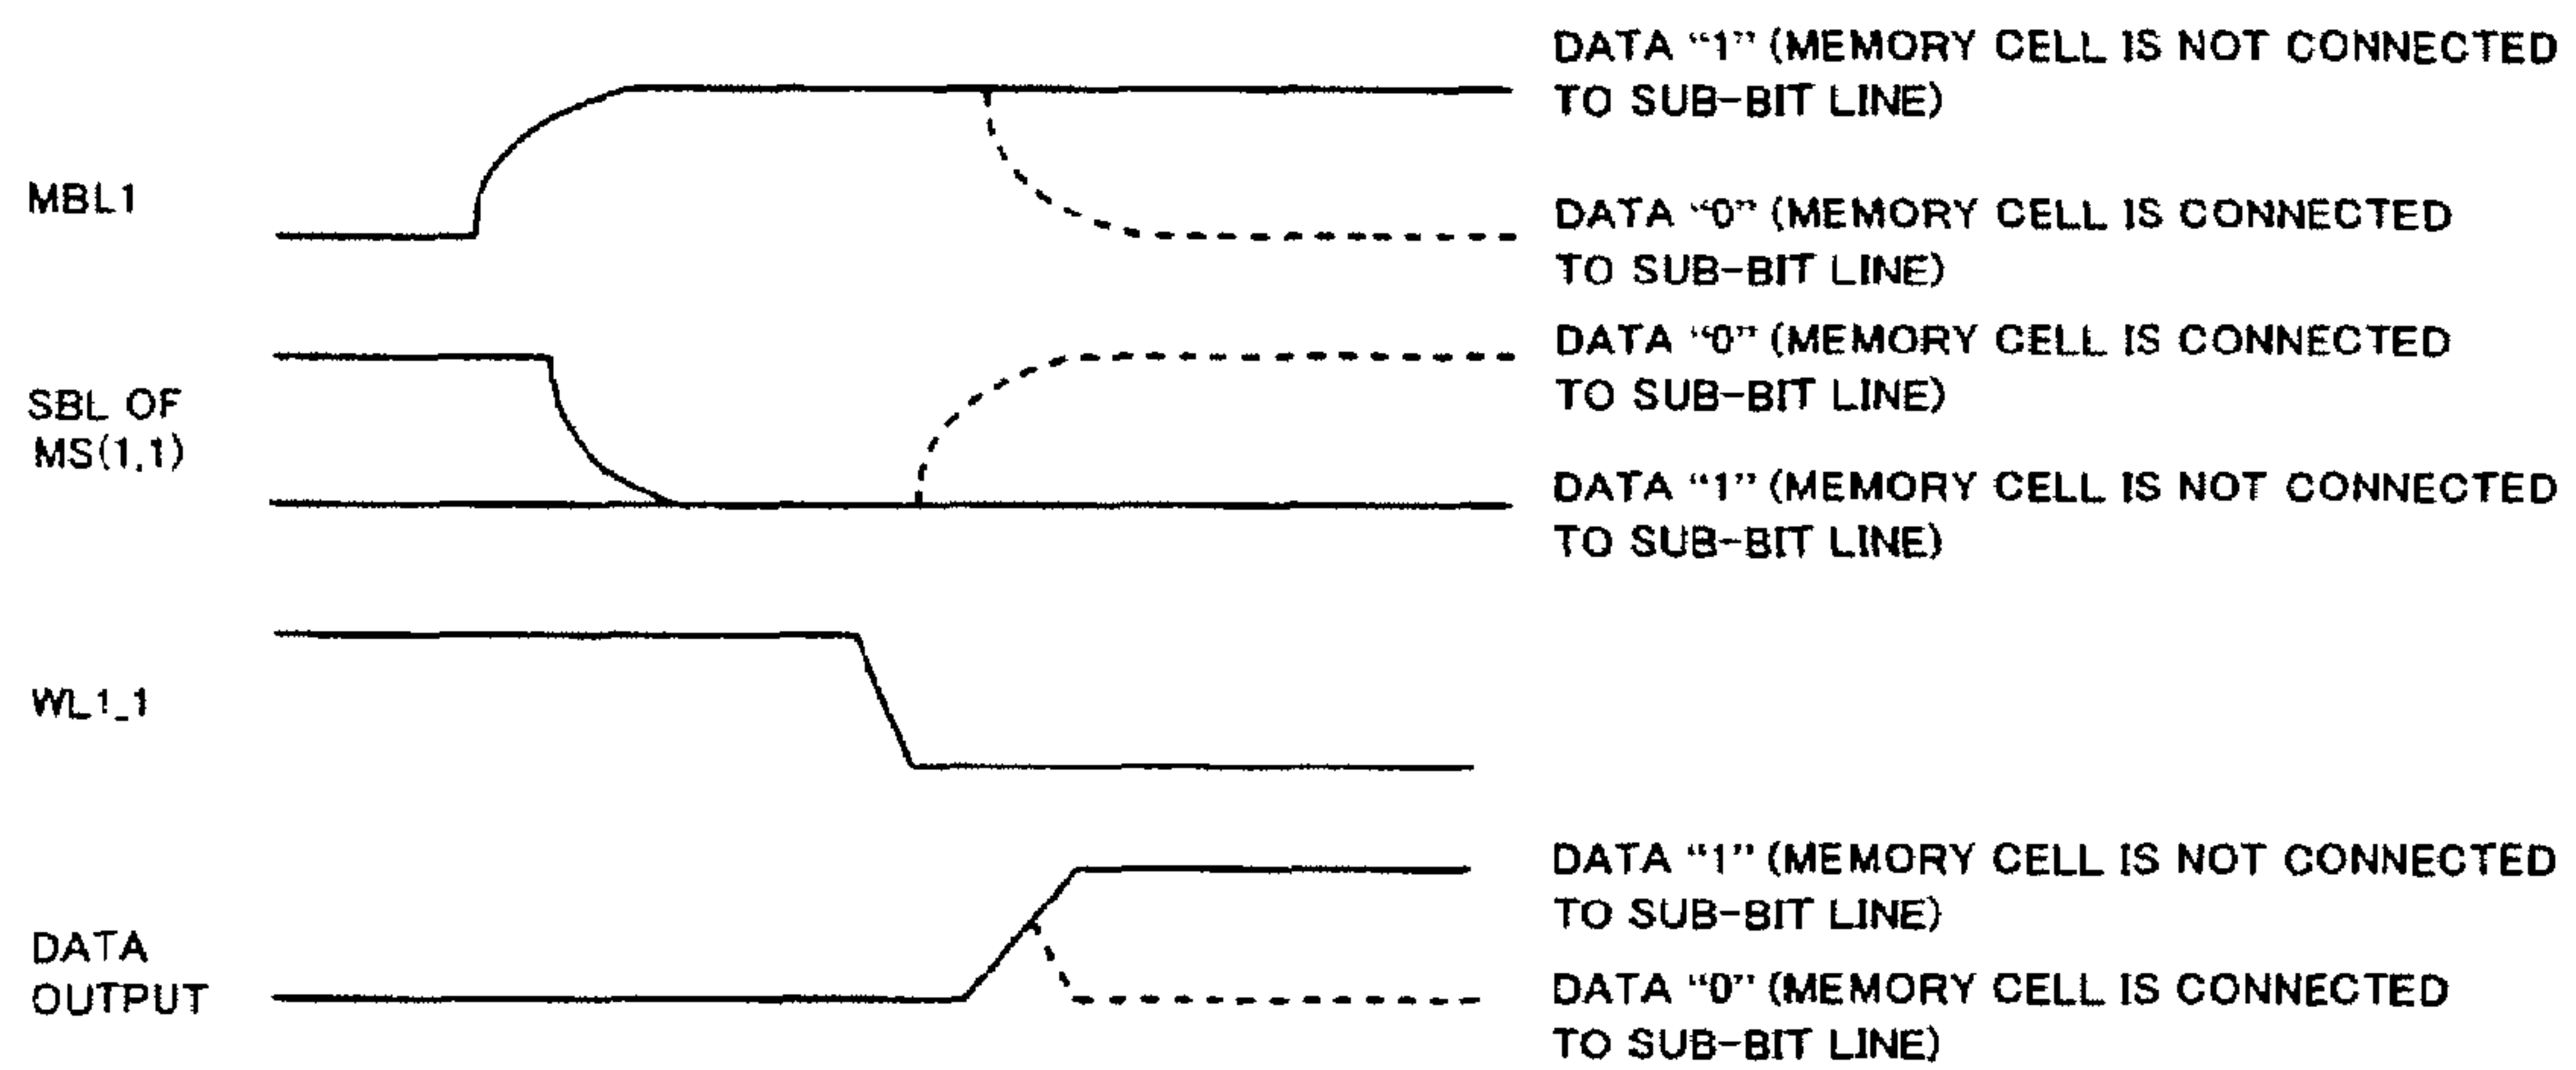 DATA “1” (MEMORY CELL IS NOT CONNECTED
TO SUB-BIT LINE)
MBL1
DATA “0” (MEMORY CELL IS CONNECTED
TO SUB-BIT LINE)
DATA “0” (MEMORY CELL IS CONNECTED
TO SUB-BIT LINE)
SBL OF
MS(1,1)
DATA “1” (MEMORY CELL IS NOT CONNECTED
TO SUB-BIT LINE)
WL1_1
DATA “1” (MEMORY CELL IS NOT CONNECTED
TO SUB-BIT LINE)
DATA
OUTPUT
DATA “0” (MEMORY CELL IS CONNECTED
TO SUB-BIT LINE)